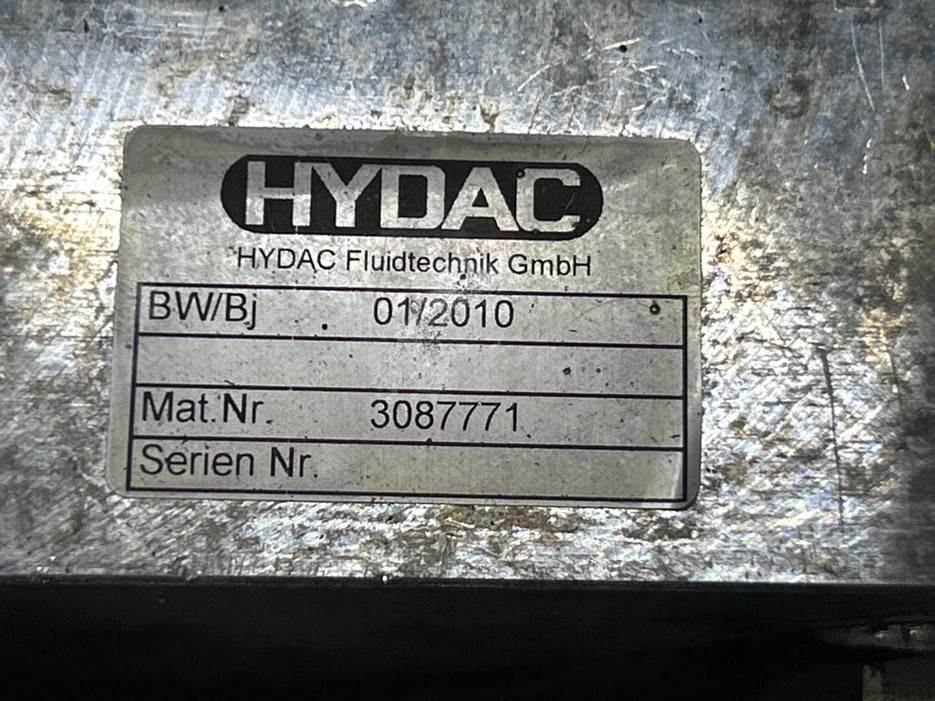 HYDAC
HYDAC Fluidtechnik GmbH
BW/Bj 01/2010
Mat.Nr. 3087771
Serien Nr.